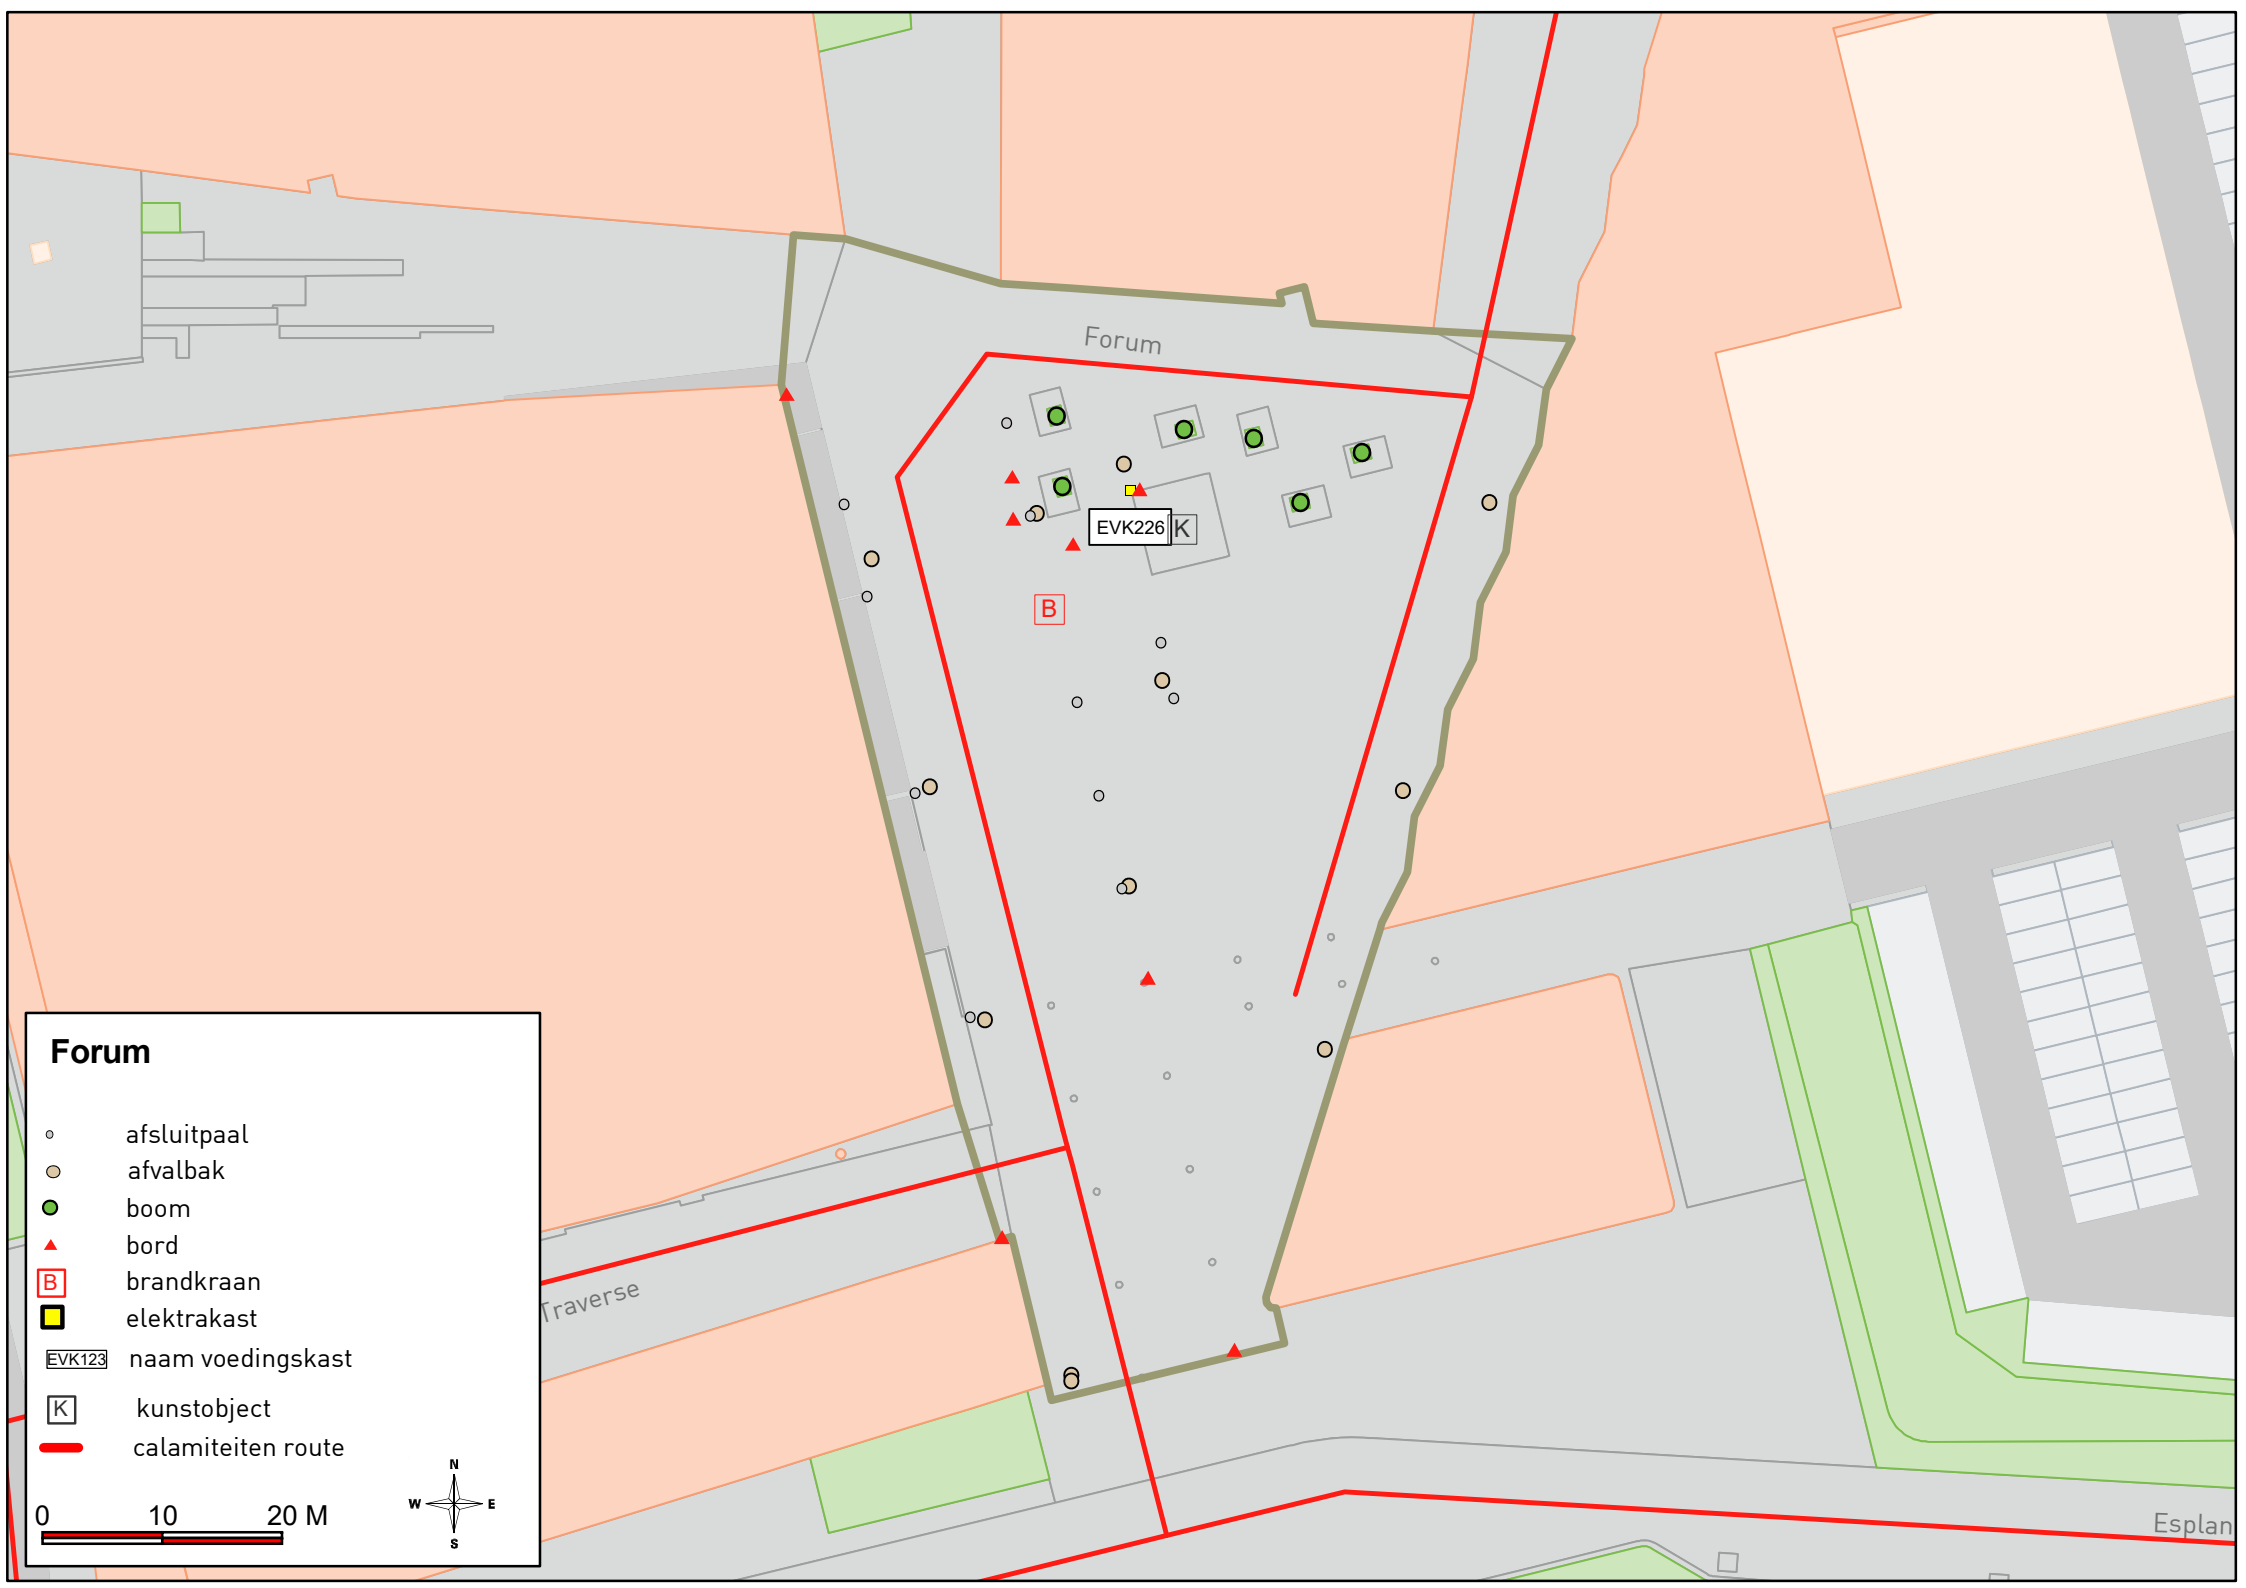 Forum
EVK226
K
B
Forum
afsluitpaal
afvalbak
boom
bord
B brandkraan
elektrakast
EVK123 naam voedingskast
K kunstobject
calamiteiten route
N
W E
S
0 10 20 M
Traverse
Esplan